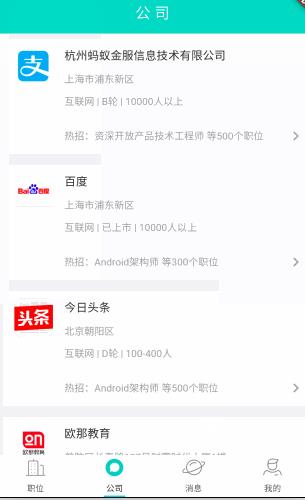 公司
杭州蚂蚁金服信息技术有限公司
上海市浦东新区
互联网 | B轮 | 10000人以上
热招：资深开放产品技术工程师 等500个职位
Bai 百度
百度
上海市浦东新区
互联网 | 已上市 | 10000人以上
热招：Android架构师 等300个职位
头条
今日头条
北京朝阳区
互联网 | D轮 | 100-400人
热招：Android架构师 等500个职位
欧那教育
欧那教育
职位
公司
消息
我的